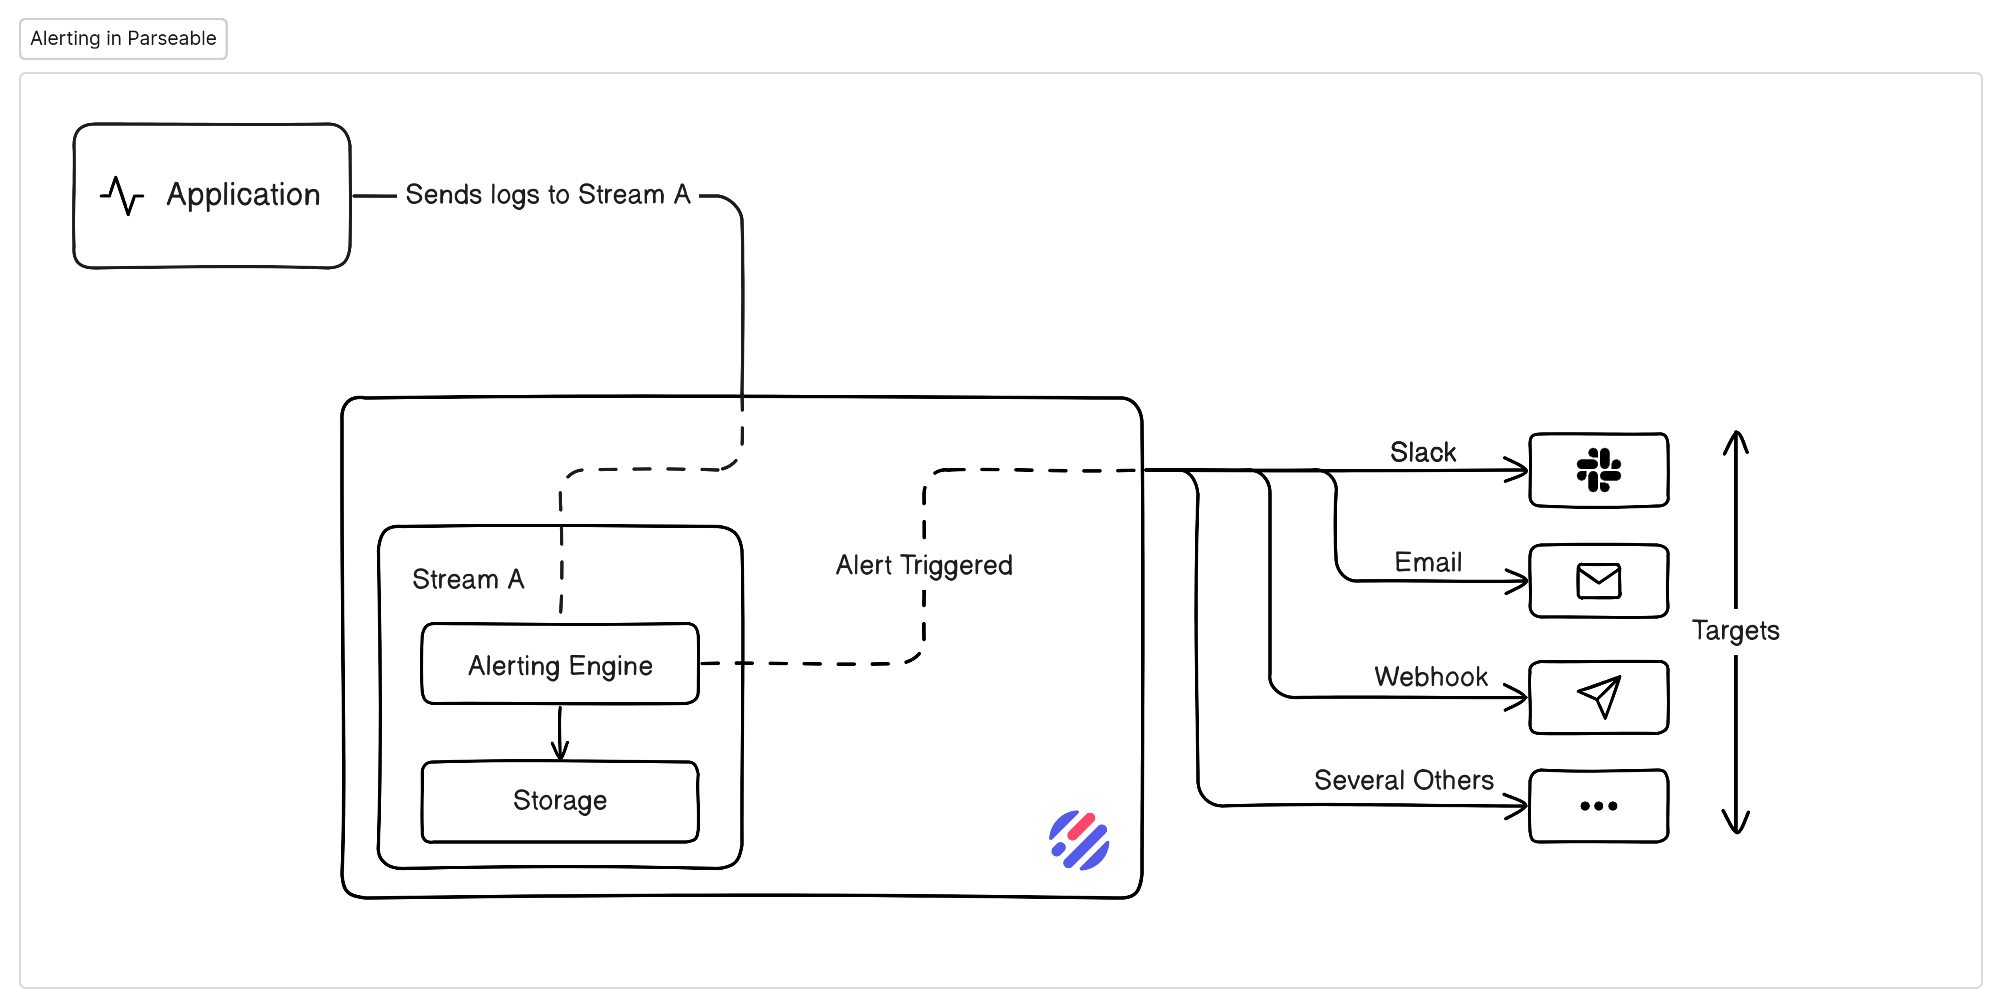 Alerting in Parseable
Application
Sends logs to Stream A
Slack
Email
Alert Triggered
Stream A
Targets
Alerting Engine
Webhook
Several Others
Storage